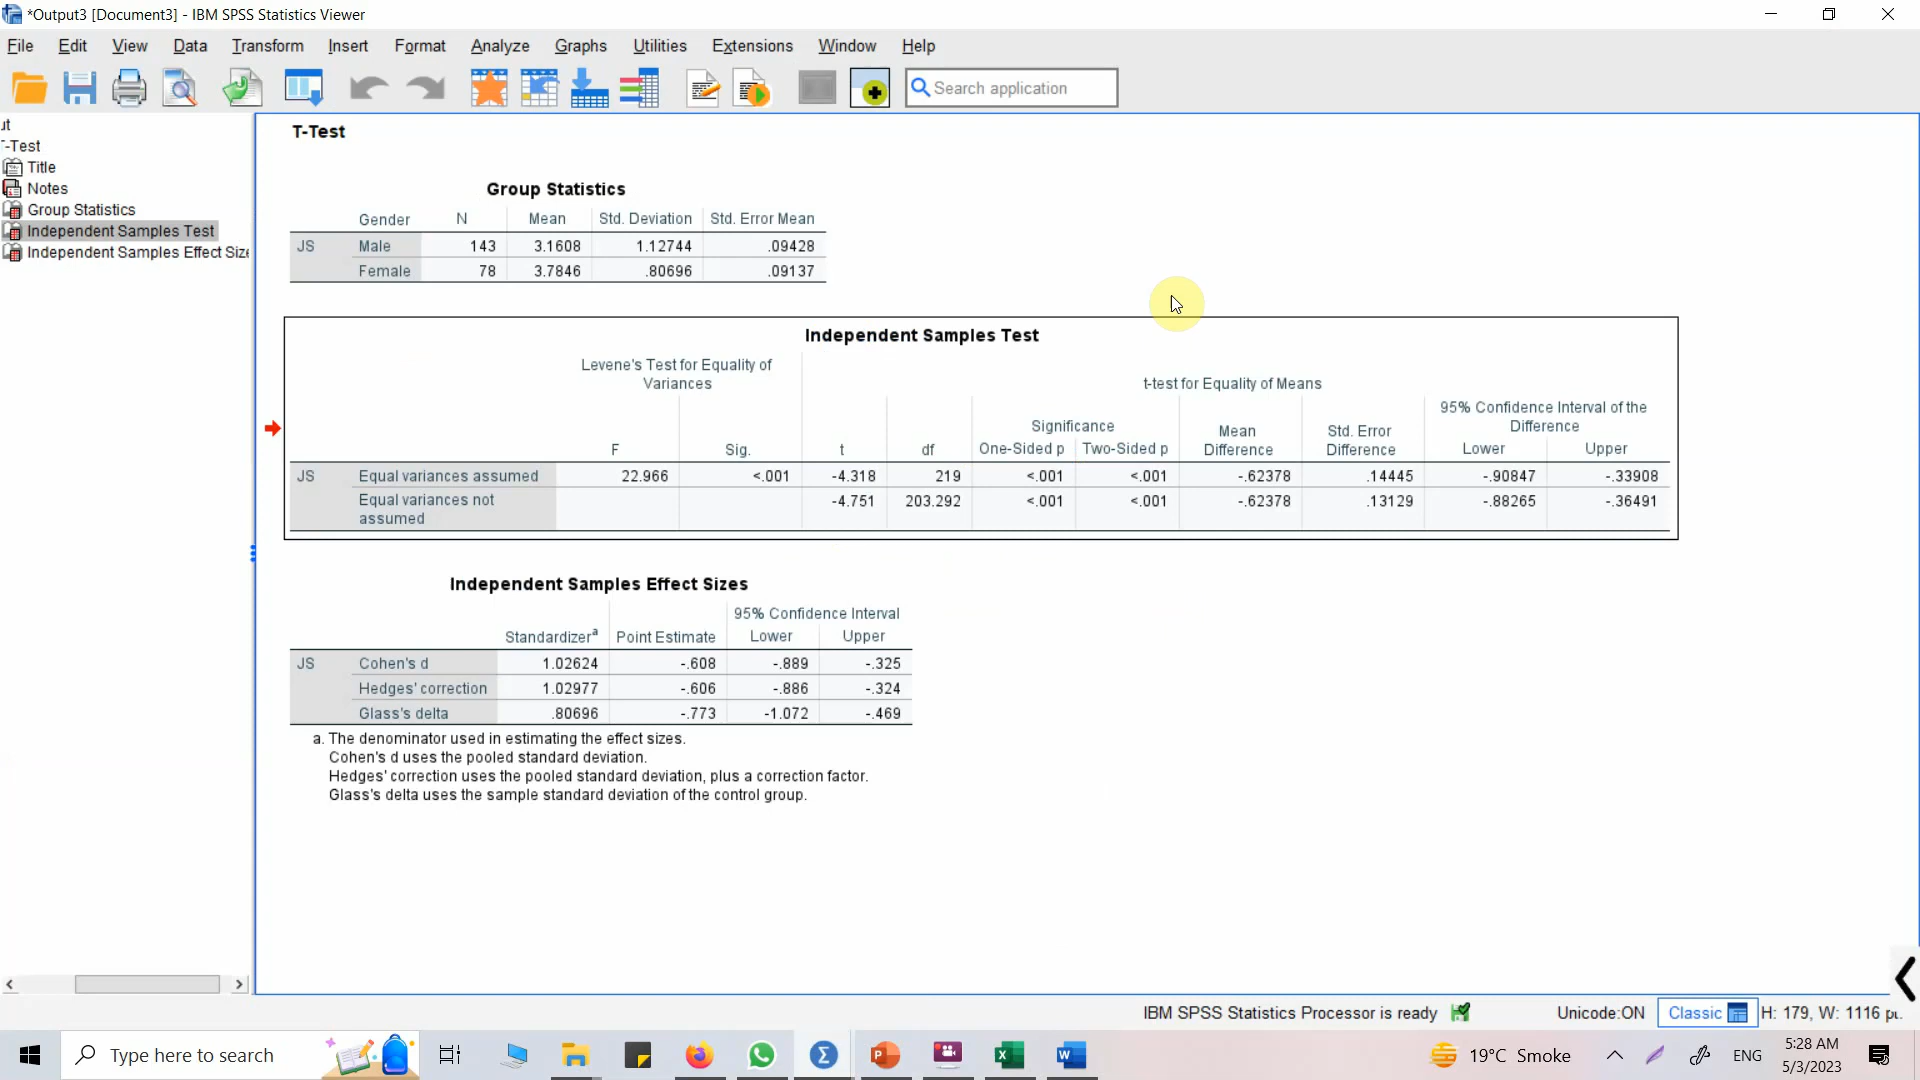 *Output3 [Document3] - IBM SPSS Statistics Viewer
File Edit View Data Transform Insert Format Analyze Graphs Utilities Extensions Window Help
Search application
ut
T-Test
Title
Notes
Group Statistics
Independent Samples Test
Independent Samples Effect Size
T-Test
Group Statistics
Gender N Mean Std. Deviation Std. Error Mean
JS Male 143 3.1608 1.12744 .09428
Female 78 3.7846 .80696 .09137
Independent Samples Test
Levene's Test for Equality of
Variances
t-test for Equality of Means
95% Confidence Interval of the
Difference
Significance
Mean
Difference
Std. Error
Difference
F Sig. t df One-Sided p Two-Sided p Lower Upper
JS Equal variances assumed 22.966 <.001 -4.318 219 <.001 <.001 -.62378 .14445 -.90847 -.33908
Equal variances not
assumed
-4.751 203.292 <.001 <.001 -.62378 .13129 -.88265 -.36491
Independent Samples Effect Sizes
95% Confidence Interval
Standardizer^a Point Estimate Lower Upper
JS Cohen's d 1.02624 -.608 -.889 -.325
Hedges' correction 1.02977 -.606 -.886 -.324
Glass's delta .80696 -.773 -1.072 -.469
a. The denominator used in estimating the effect sizes.
Cohen's d uses the pooled standard deviation.
Hedges' correction uses the pooled standard deviation, plus a correction factor.
Glass's delta uses the sample standard deviation of the control group.
IBM SPSS Statistics Processor is ready Unicode:ON Classic H: 179, W: 1116 pt.
Type here to search
19°C Smoke
ENG
5:28 AM
5/3/2023